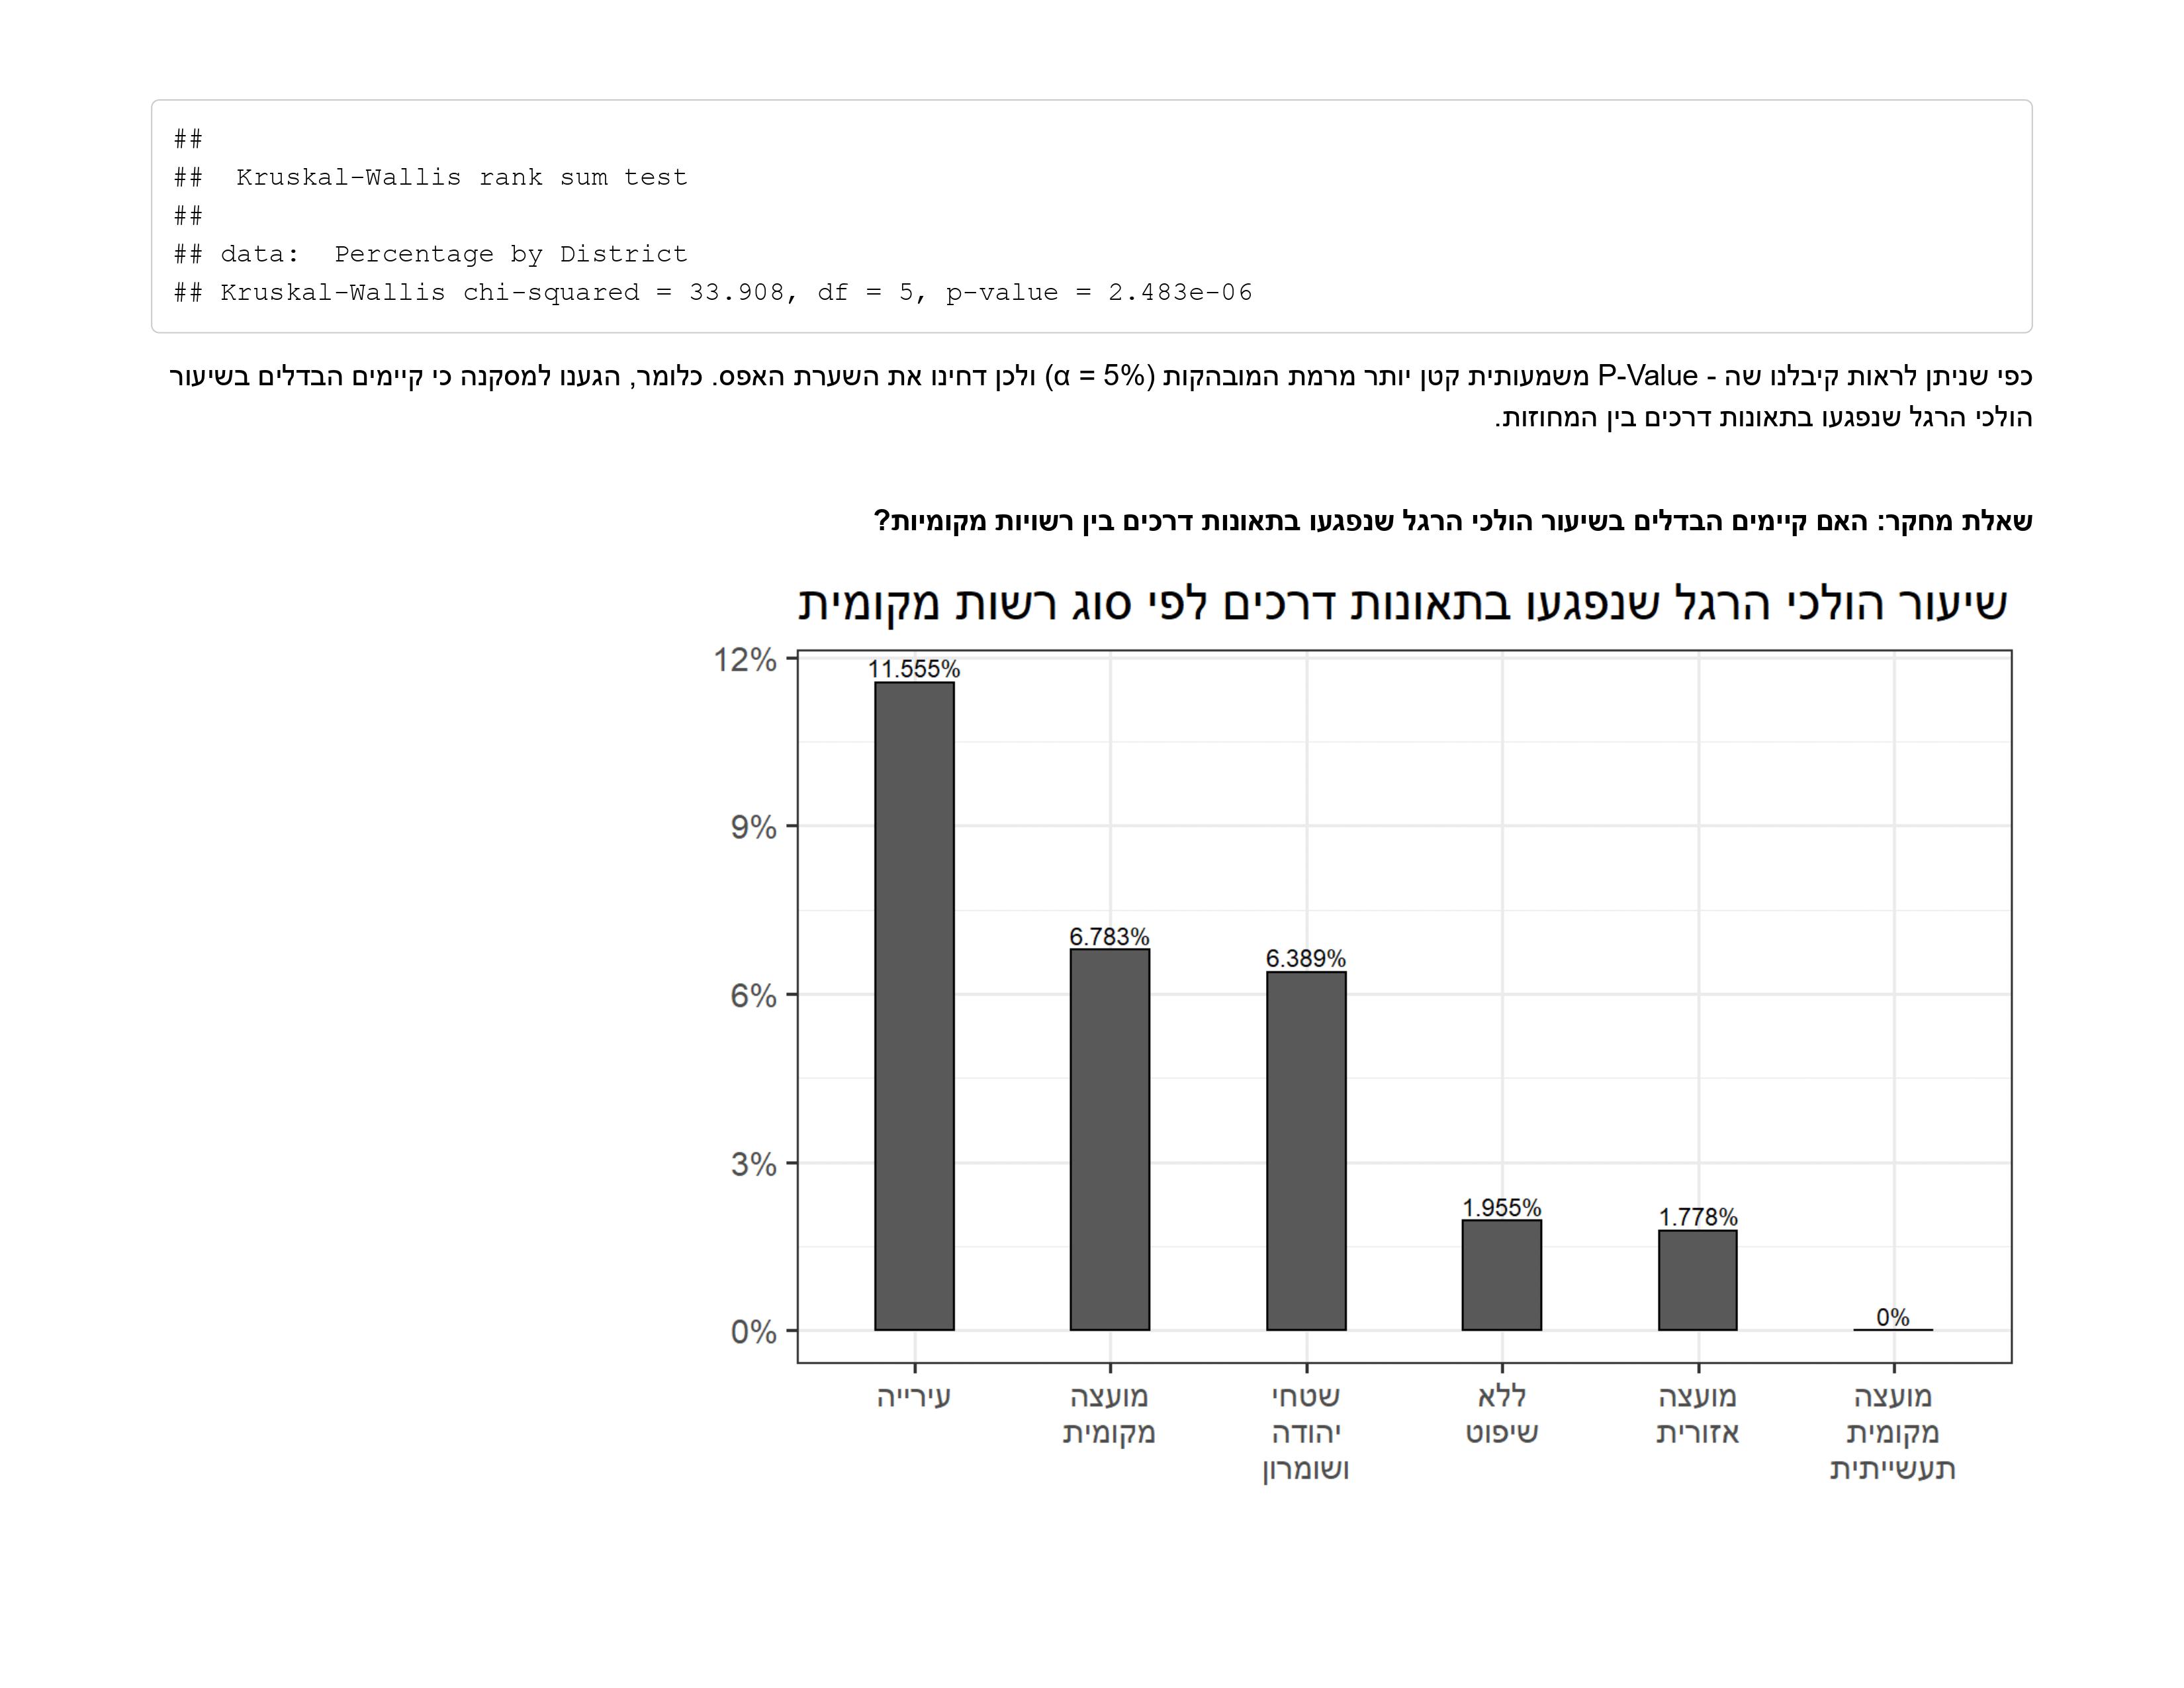 ##
##  Kruskal-Wallis rank sum test
##
## data:  Percentage by District
## Kruskal-Wallis chi-squared = 33.908, df = 5, p-value = 2.483e-06
כפי שניתן לראות קיבלנו שה - P-Value משמעותית קטן יותר מרמת המובהקות (α = 5%) ולכן דחינו את השערת האפס. כלומר, הגענו למסקנה כי קיימים הבדלים בשיעור
הולכי הרגל שנפגעו בתאונות דרכים בין המחוזות.
שאלת מחקר: האם קיימים הבדלים בשיעור הולכי הרגל שנפגעו בתאונות דרכים בין רשויות מקומיות?
שיעור הולכי הרגל שנפגעו בתאונות דרכים לפי סוג רשות מקומית
12%
9%
6%
3%
0%
11.555%
6.783%
6.389%
1.955%
1.778%
0%
עירייה
מועצה
מקומית
שטחי
יהודה
ושומרון
ללא
שיפוט
מועצה
אזורית
מועצה
מקומית
תעשייתית